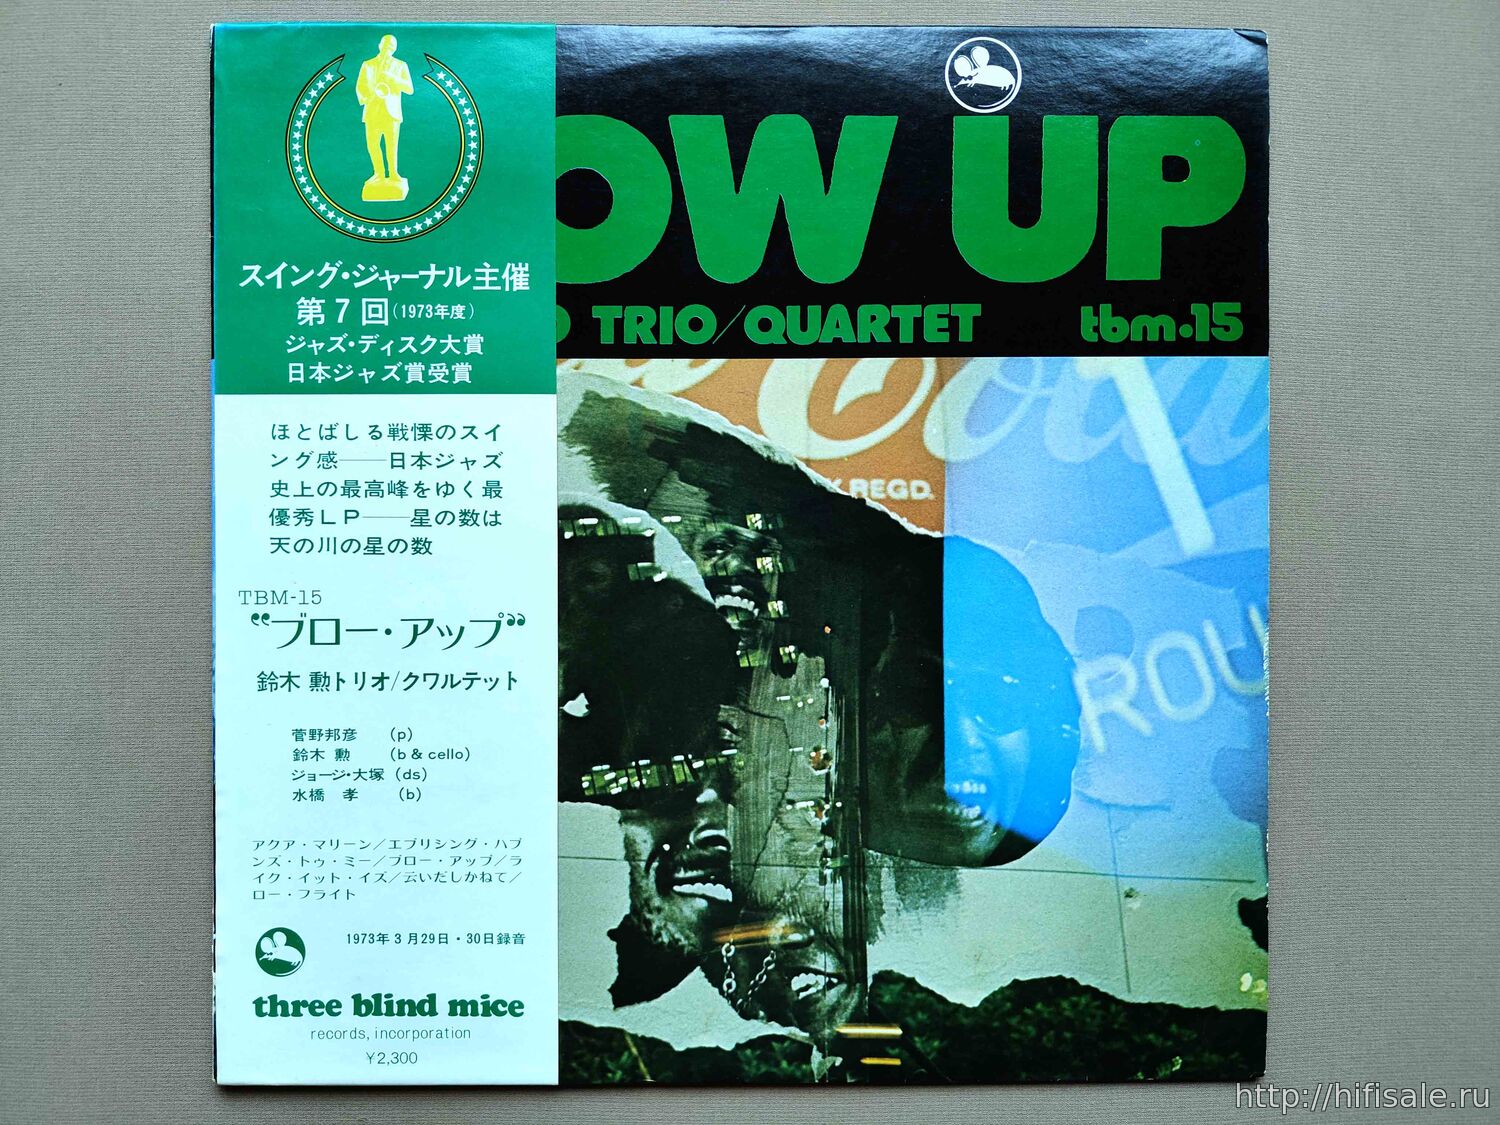 スイング・ジャーナル主催
第7回(1973年度)
ジャズ・ディスク大賞
日本ジャズ賞受賞
ほとばしる戦慄のスイ
ング感──日本ジャズ
史上の最高峰をゆく最
優秀LP──星の数は
天の川の星の数
TBM-15
“ブロー・アップ”
鈴木 勲トリオ/クワルテット
菅野邦彦 (p)
鈴木 勲 (b & cello)
ジョージ・大塚 (ds)
水橋 孝 (b)
アクア・マリーン/エブリシング・ハプ
ンズ・トゥ・ミー/ブロー・アップ/ラ
イク・イット・イズ/云いだしかねて/
ロー・フライト
1973年3月29日・30日録音
three blind mice
records, incorporation
¥2,300
OW UP
TRIO/QUARTET tbm•15
K REGD.
ROU
http://hifisale.ru